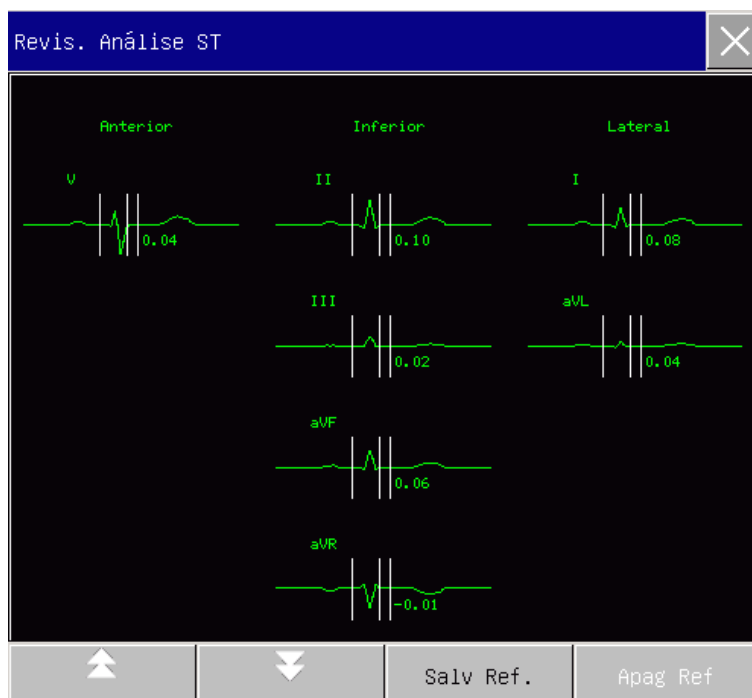 Revis. Análise ST
Anterior Inferior Lateral
V II I
0.04 0.10 0.08
III aVL
0.02 0.04
aVF
0.06
aVR
-0.01
Salv Ref. Apag Ref